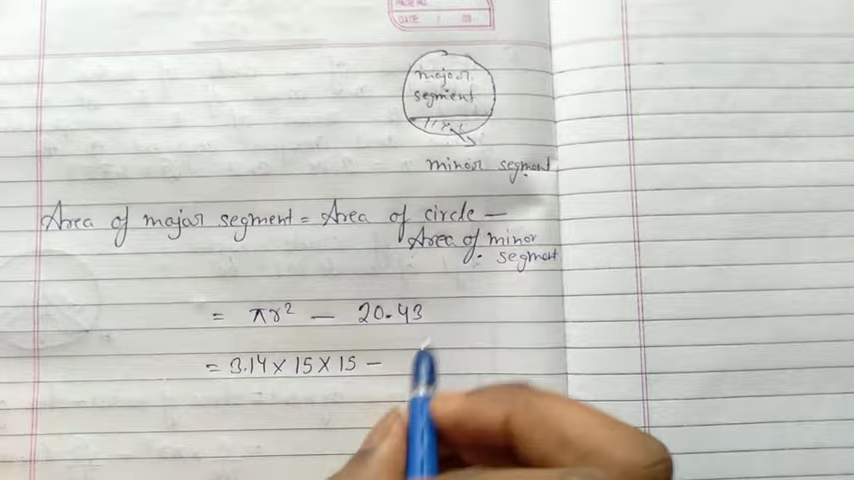 DATE
major
segment
minor segment
Area of major segment = Area of circle –
Area of minor
segment
= πr² – 20.43
= 3.14 × 15 × 15 –